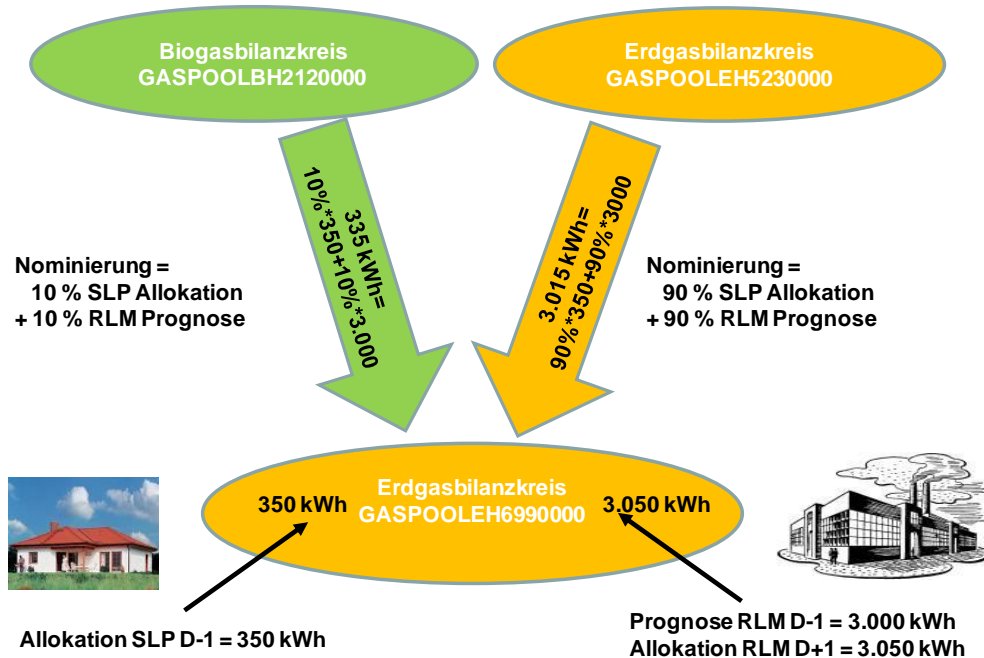 Biogasbilanzkreis
GASPOOLBH2120000
Erdgasbilanzkreis
GASPOOLEH5230000
335 kWh=
10%*350+10%*3.000
3.015 kWh=
90%*350+90%*3000
Nominierung =
10 % SLP Allokation
+ 10 % RLM Prognose
Nominierung =
90 % SLP Allokation
+ 90 % RLM Prognose
350 kWh
Erdgasbilanzkreis
GASPOOLEH6990000
3.050 kWh
Allokation SLP D-1 = 350 kWh
Prognose RLM D-1 = 3.000 kWh
Allokation RLM D+1 = 3.050 kWh